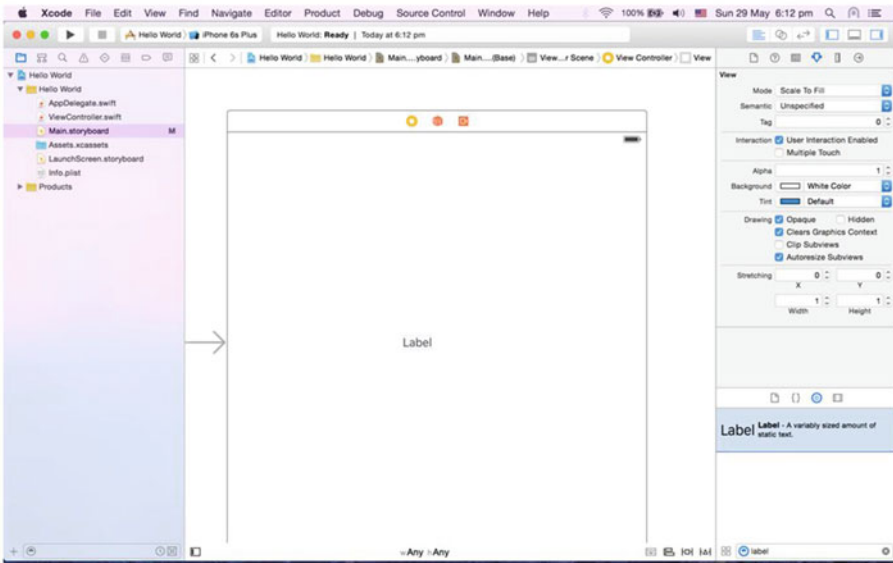 Xcode File Edit View Find Navigate Editor Product Debug Source Control Window Help 100% Sun 29 May 6:12 pm
Hello World iPhone 6s Plus Hello World: Ready | Today at 6:12 pm
Hello World Hello World Main....yboard Main....(Base) View...r Scene View Controller View
Hello World
Hello World
AppDelegate.swift
ViewController.swift
Main.storyboard M
Assets.xcassets
LaunchScreen.storyboard
Info.plist
Products
Label
wAny hAny
View
Mode Scale To Fill
Semantic Unspecified
Tag 0
Interaction User Interaction Enabled
Multiple Touch
Alpha 1
Background White Color
Tint Default
Drawing Opaque Hidden
Clears Graphics Context
Clip Subviews
Autoresize Subviews
Stretching 0 0
X Y
1 1
Width Height
Label Label - A variably sized amount of
static text.
label